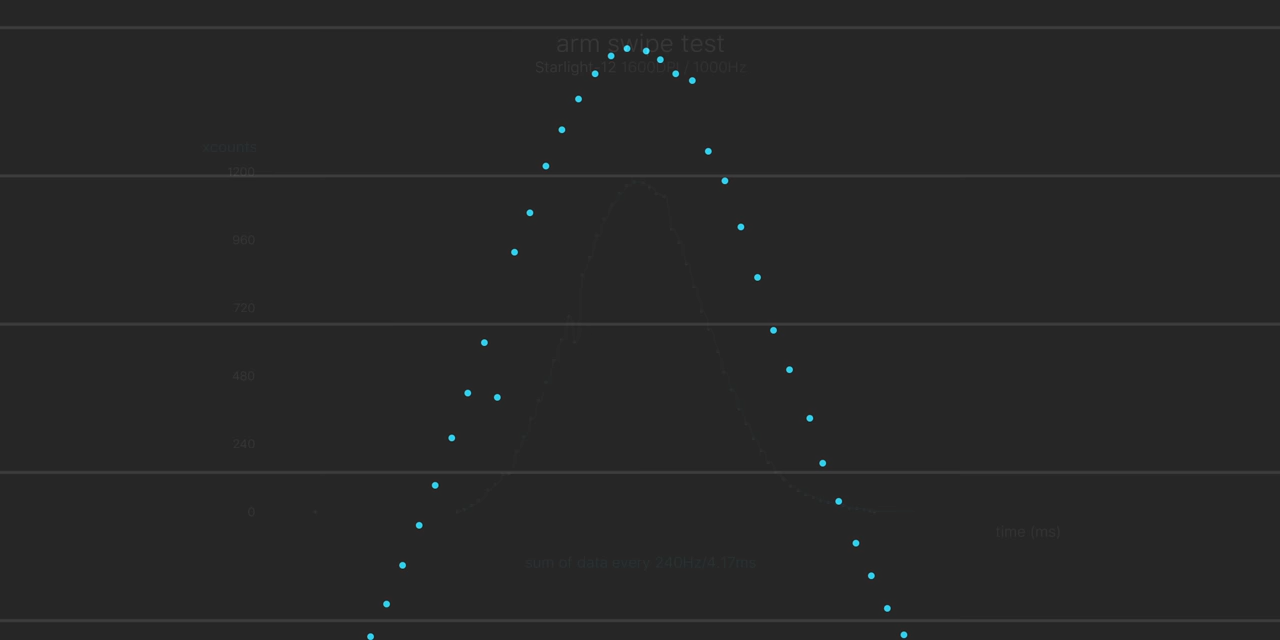 arm swipe test
Starlight-12 1600DPI / 1000Hz
xcounts
1200
960
720
480
240
0
time (ms)
sum of data every 240Hz/4.17ms